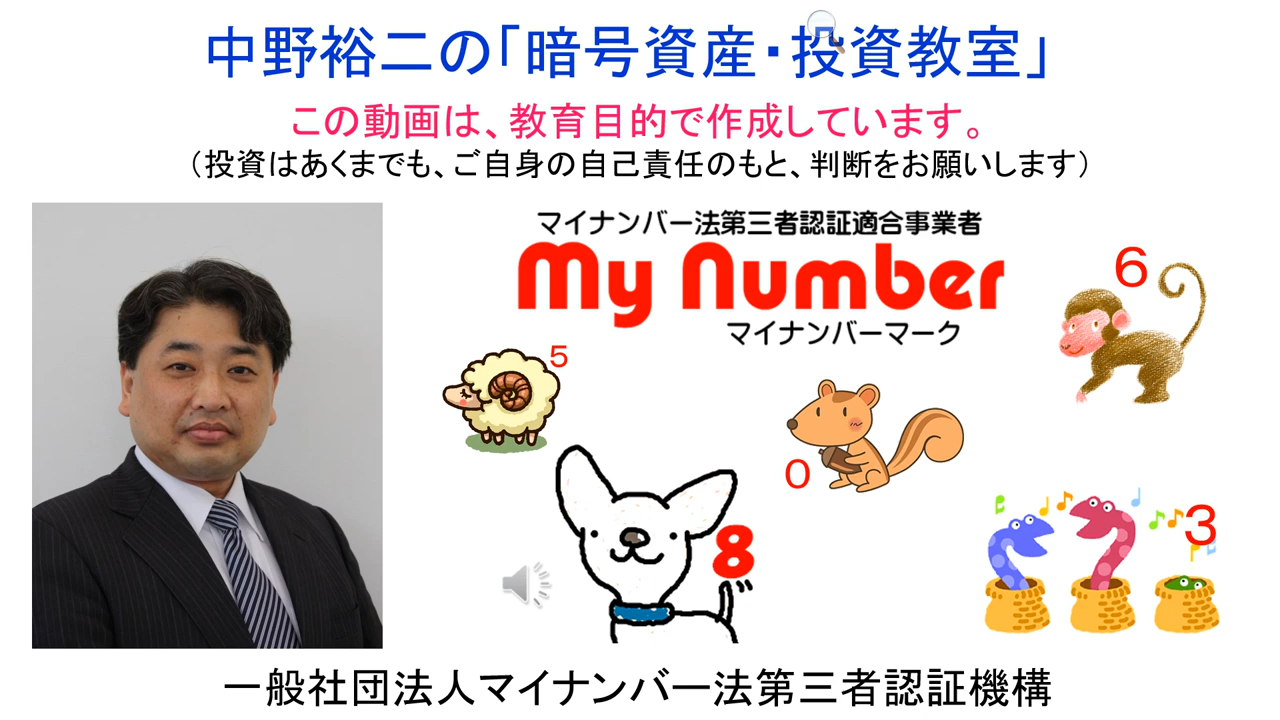 中野裕二の「暗号資産・投資教室」
この動画は、教育目的で作成しています。
（投資はあくまでも、ご自身の自己責任のもと、判断をお願いします）
マイナンバー法第三者認証適合事業者
My Number
マイナンバーマーク
6
5
0
3
8
一般社団法人マイナンバー法第三者認証機構